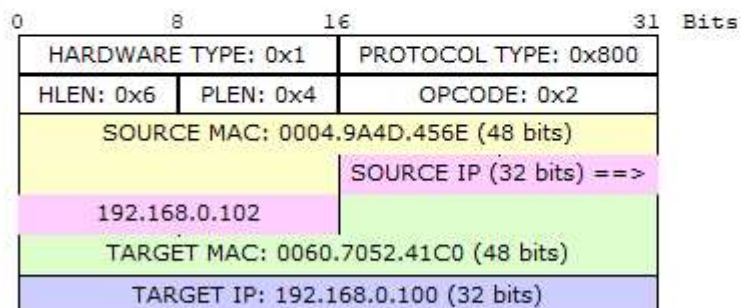 0 8 16 31 Bits
HARDWARE TYPE: 0x1 PROTOCOL TYPE: 0x800
HLEN: 0x6 PLEN: 0x4 OPCODE: 0x2
SOURCE MAC: 0004.9A4D.456E (48 bits)
SOURCE IP (32 bits) ==>
192.168.0.102
TARGET MAC: 0060.7052.41C0 (48 bits)
TARGET IP: 192.168.0.100 (32 bits)